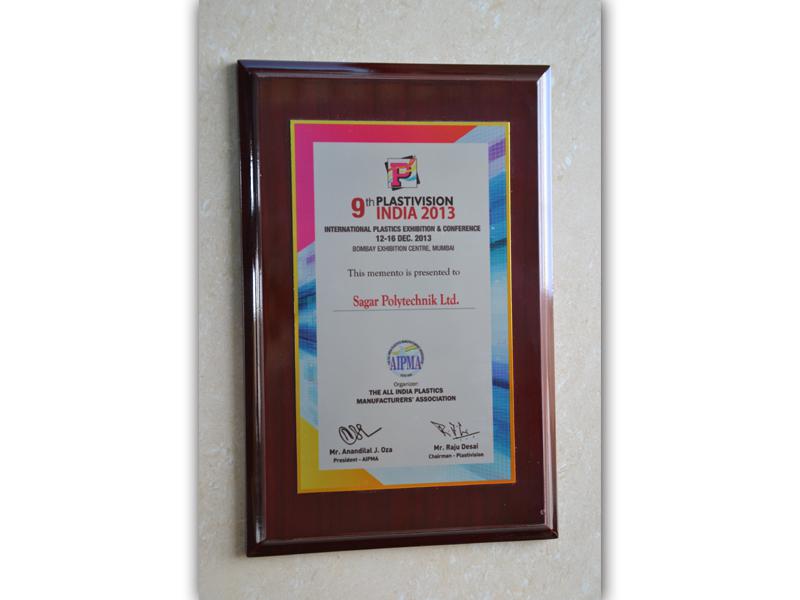 P
9th PLASTIVISION
INDIA 2013
INTERNATIONAL PLASTICS EXHIBITION & CONFERENCE
12-16 DEC. 2013
BOMBAY EXHIBITION CENTRE, MUMBAI
This memento is presented to
Sagar Polytechnik Ltd.
AIPMA
Organizer:
THE ALL INDIA PLASTICS
MANUFACTURERS' ASSOCIATION
Mr. Anandilal J. Oza
President - AIPMA
Mr. Raju Desai
Chairman - Plastivision